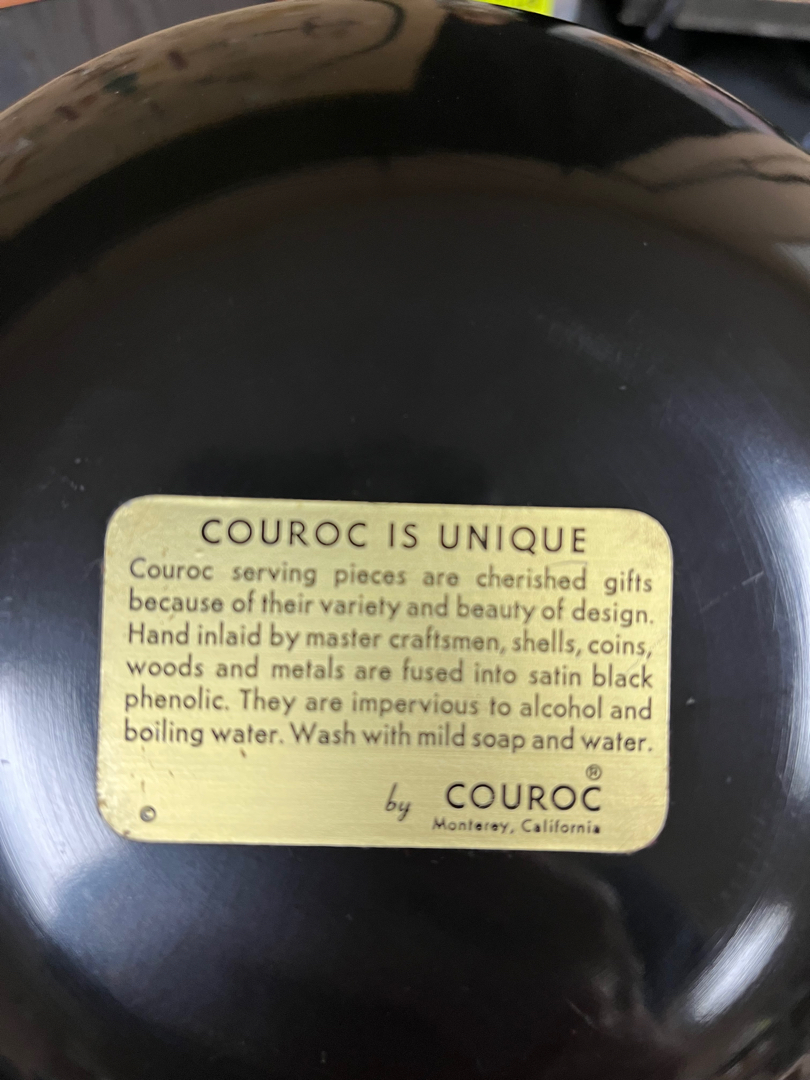 COUROC IS UNIQUE
Couroc serving pieces are cherished gifts
because of their variety and beauty of design.
Hand inlaid by master craftsmen, shells, coins,
woods and metals are fused into satin black
phenolic. They are impervious to alcohol and
boiling water. Wash with mild soap and water.
by COUROC®
Monterey, California
©